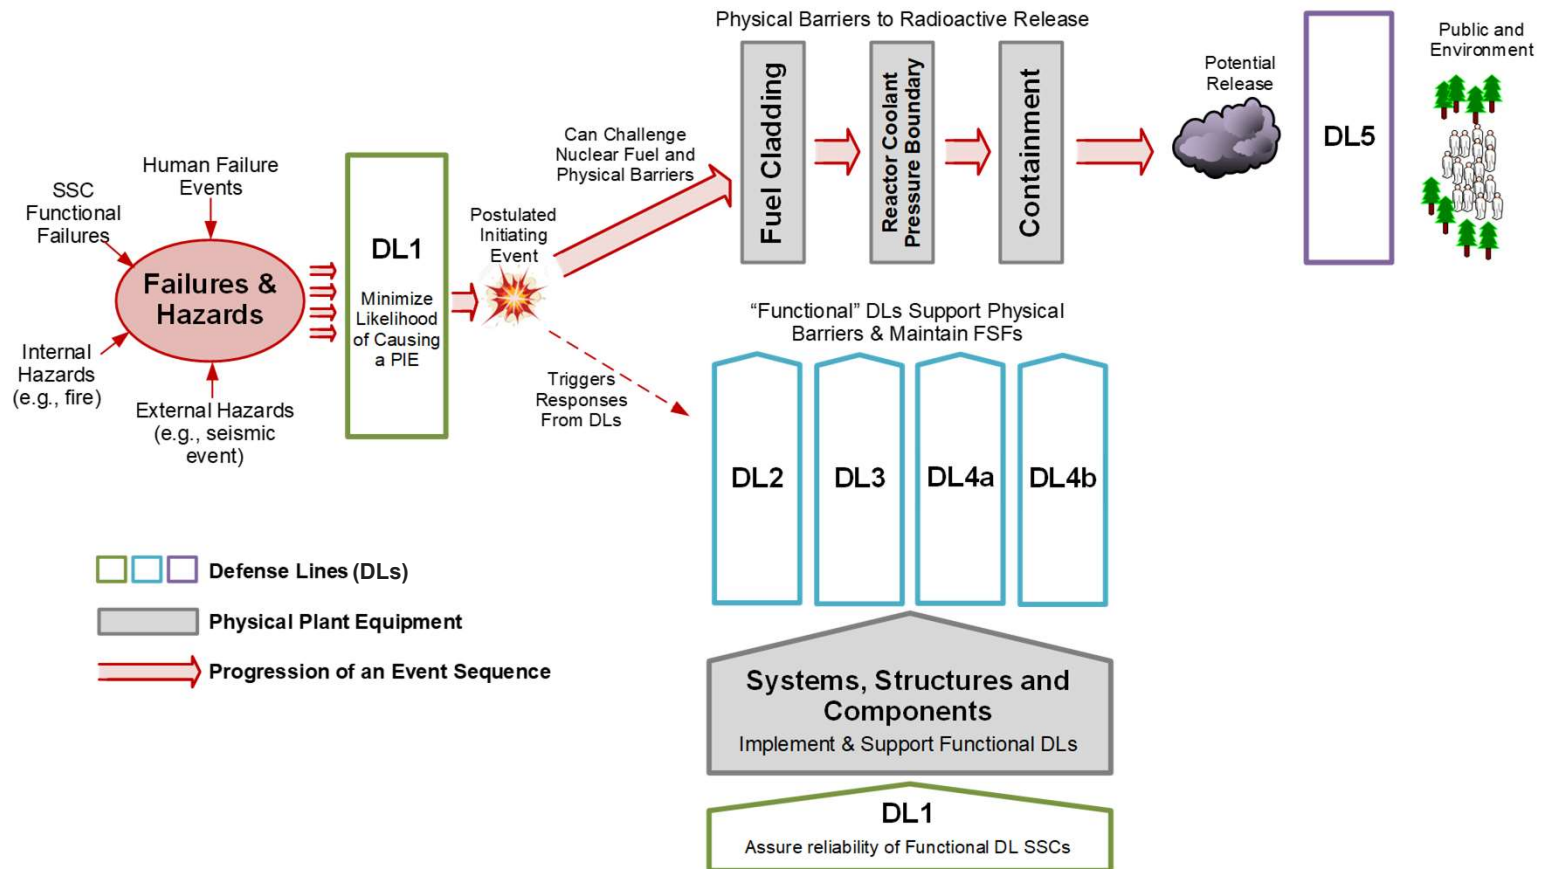 Physical Barriers to Radioactive Release
Fuel Cladding
Reactor Coolant
Pressure Boundary
Containment
Potential
Release
DL5
Public and
Environment
Can Challenge
Nuclear Fuel and
Physical Barriers
Human Failure
Events
SSC
Functional
Failures
Failures &
Hazards
Internal
Hazards
(e.g., fire)
External Hazards
(e.g., seismic
event)
DL1
Minimize
Likelihood
of Causing
a PIE
Postulated
Initiating
Event
Triggers
Responses
From DLs
“Functional” DLs Support Physical
Barriers & Maintain FSFs
DL2
DL3
DL4a
DL4b
Defense Lines (DLs)
Physical Plant Equipment
Progression of an Event Sequence
Systems, Structures and
Components
Implement & Support Functional DLs
DL1
Assure reliability of Functional DL SSCs